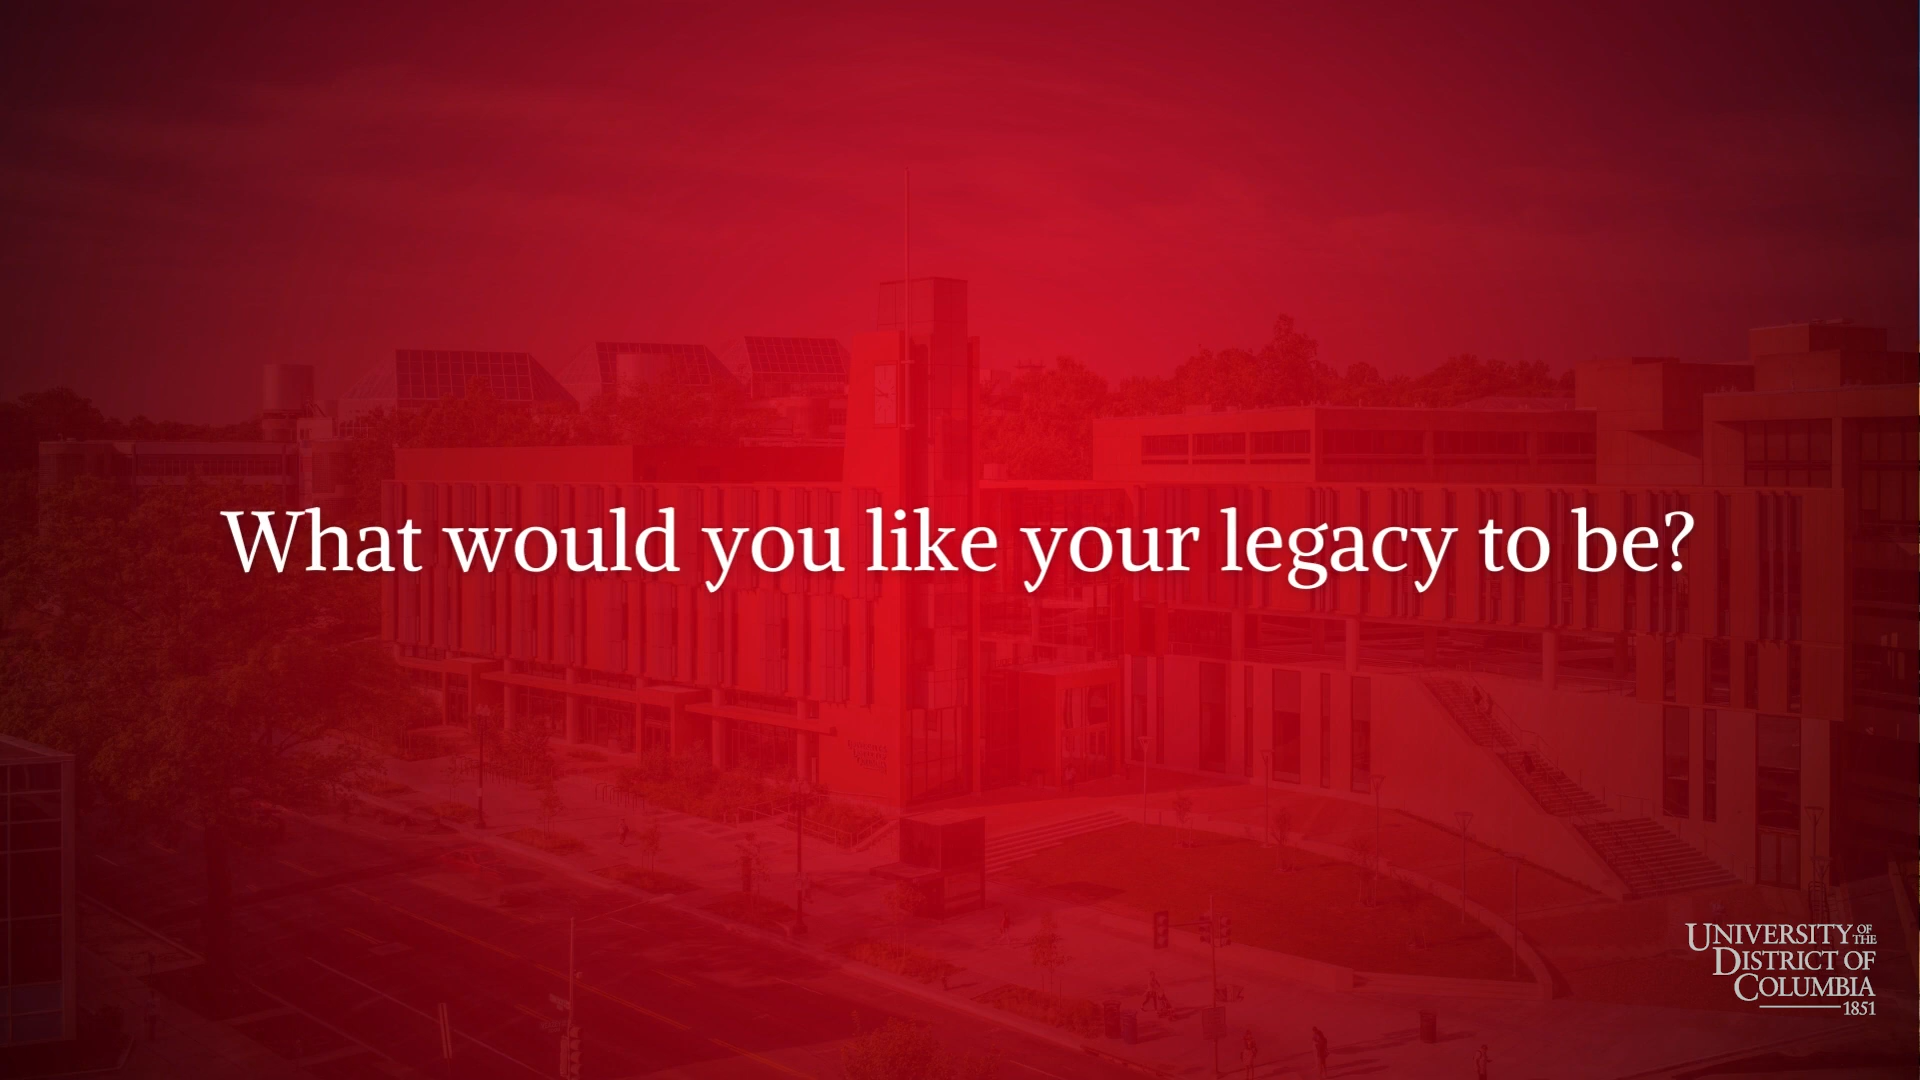 What would you like your legacy to be?
UNIVERSITY OF THE
DISTRICT OF
COLUMBIA
1851